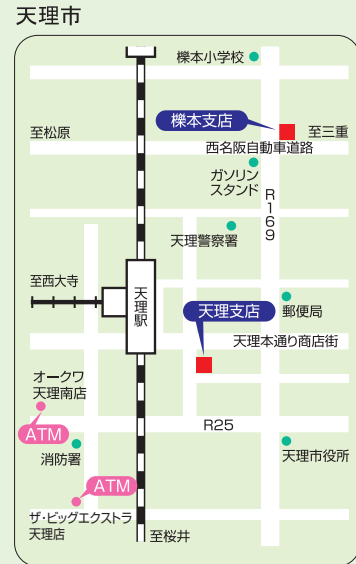 天理市
櫟本小学校
櫟本支店
至松原
至三重
西名阪自動車道路
ガソリン
スタンド
R169
天理警察署
至西大寺
天理駅
天理支店
郵便局
天理本通り商店街
オークワ
天理南店
ATM
R25
消防署
天理市役所
ATM
ザ・ビッグエクストラ
天理店
至桜井